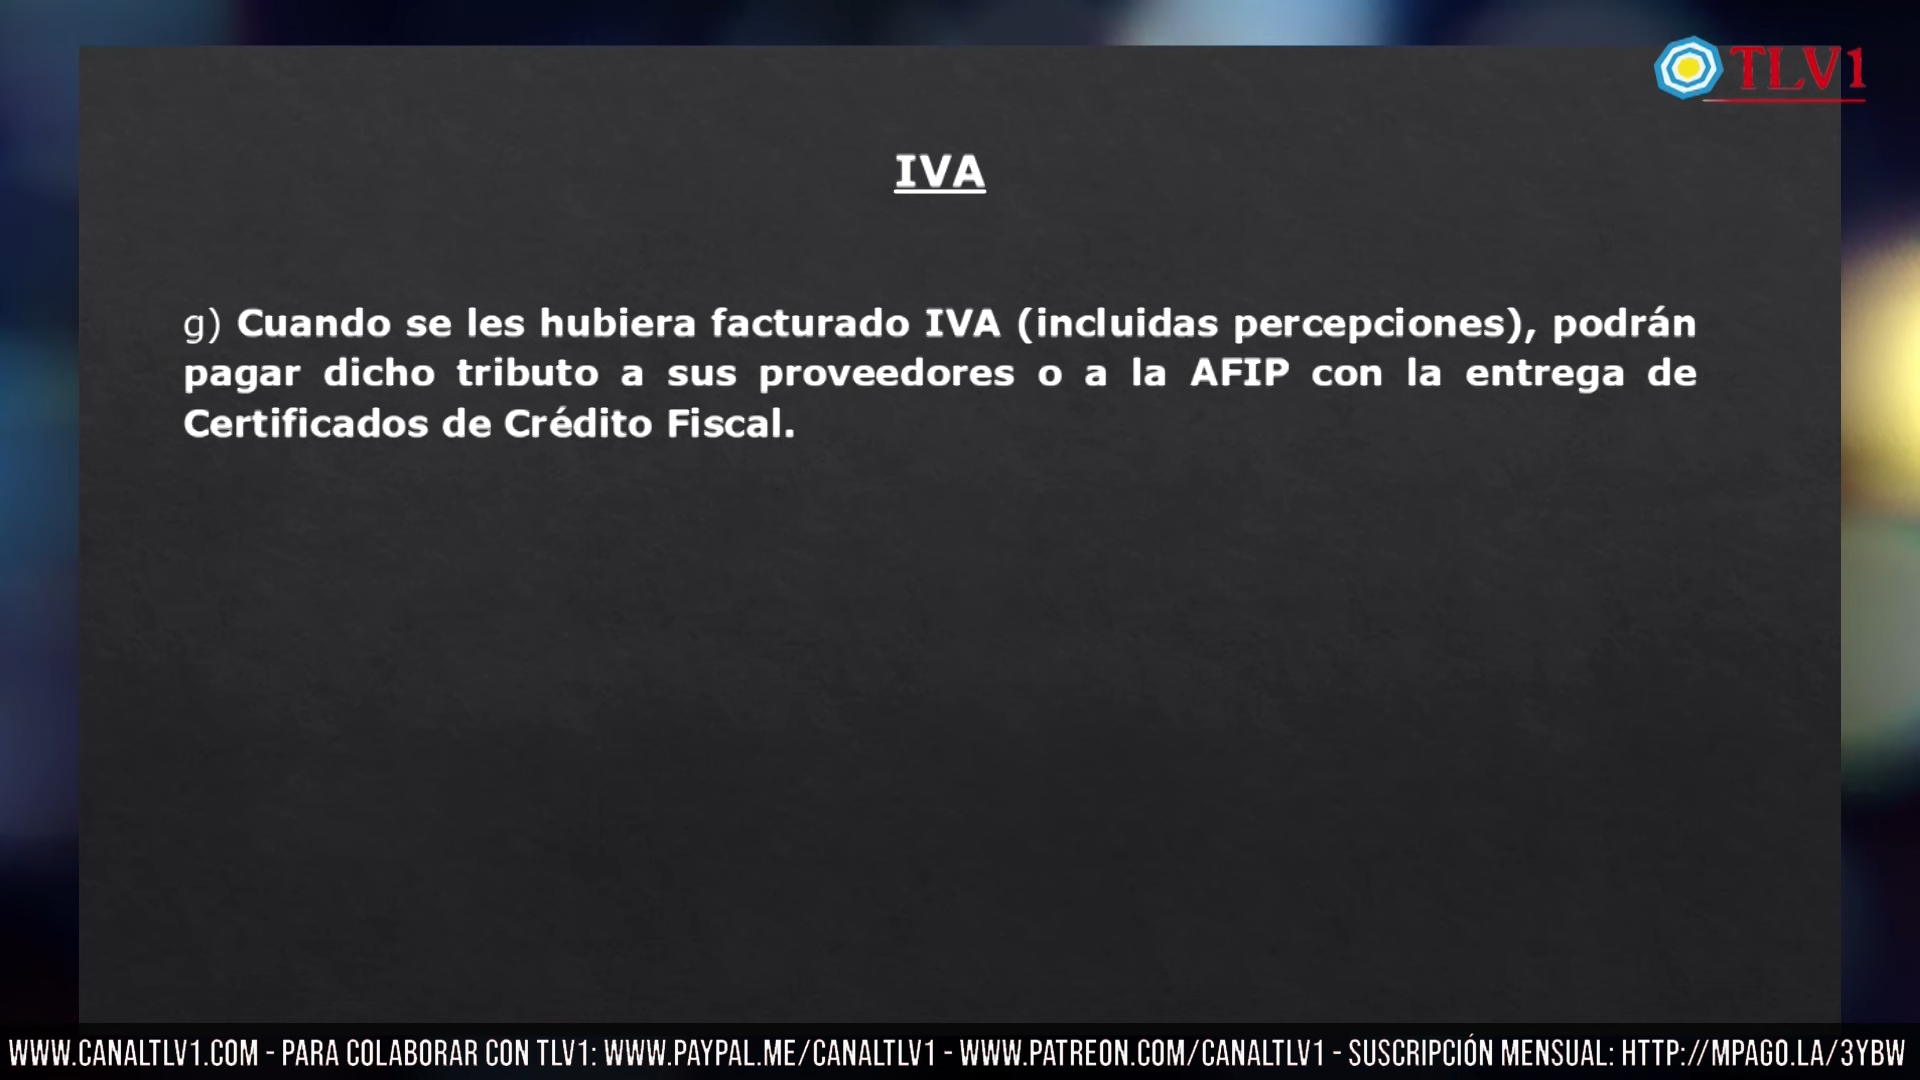 TLV1
IVA
g) Cuando se les hubiera facturado IVA (incluidas percepciones), podrán
pagar dicho tributo a sus proveedores o a la AFIP con la entrega de
Certificados de Crédito Fiscal.
WWW.CANALTLV1.COM - PARA COLABORAR CON TLV1: WWW.PAYPAL.ME/CANALTLV1 - WWW.PATREON.COM/CANALTLV1 - SUSCRIPCIÓN MENSUAL: HTTP://MPAGO.LA/3YBW